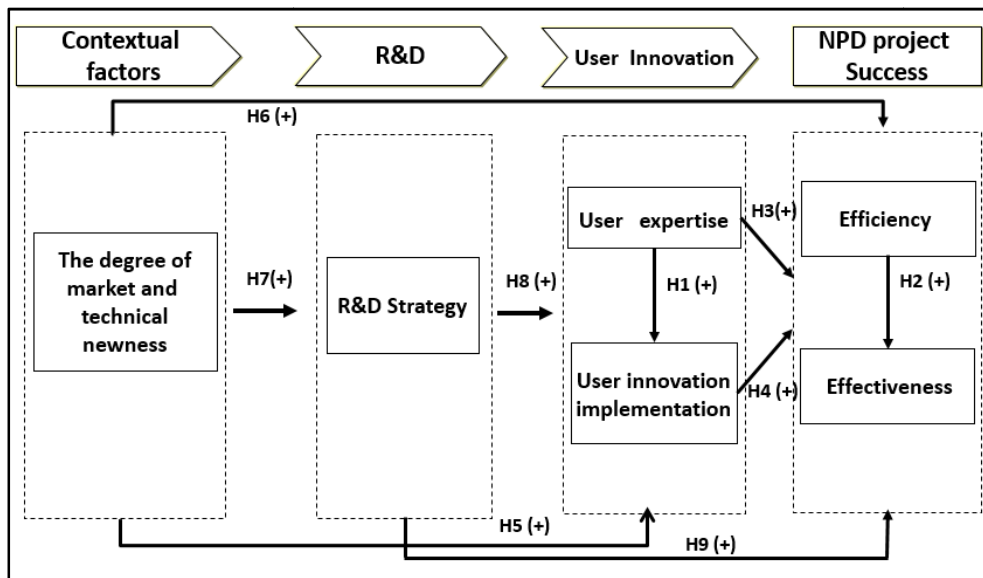 Contextual
factors
R&D
User Innovation
NPD project
Success
H6 (+)
The degree of
market and
technical
newness
H7(+)
R&D Strategy
H8 (+)
User expertise
H1 (+)
User innovation
implementation
H3(+)
H4 (+)
Efficiency
H2 (+)
Effectiveness
H5 (+)
H9 (+)